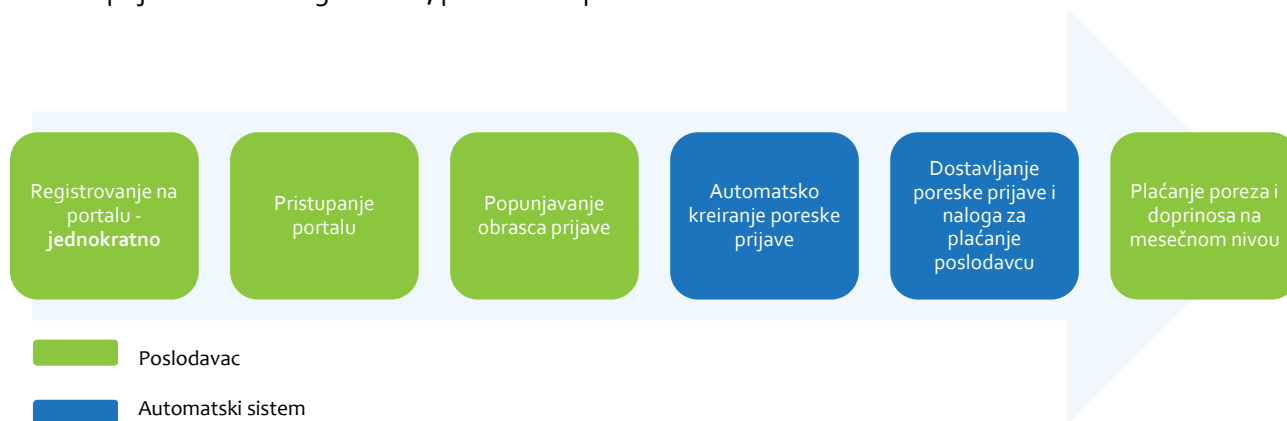 Registrovanje na
portalu -
jednokratno
Pristupanje
portalu
Popunjavanje
obrasca prijave
Automatsko
kreiranje poreske
prijave
Dostavljanje
poreske prijave i
naloga za
plaćanje
poslodavcu
Plaćanje poreza i
doprinosa na
mesečnom nivou
Poslodavac
Automatski sistem